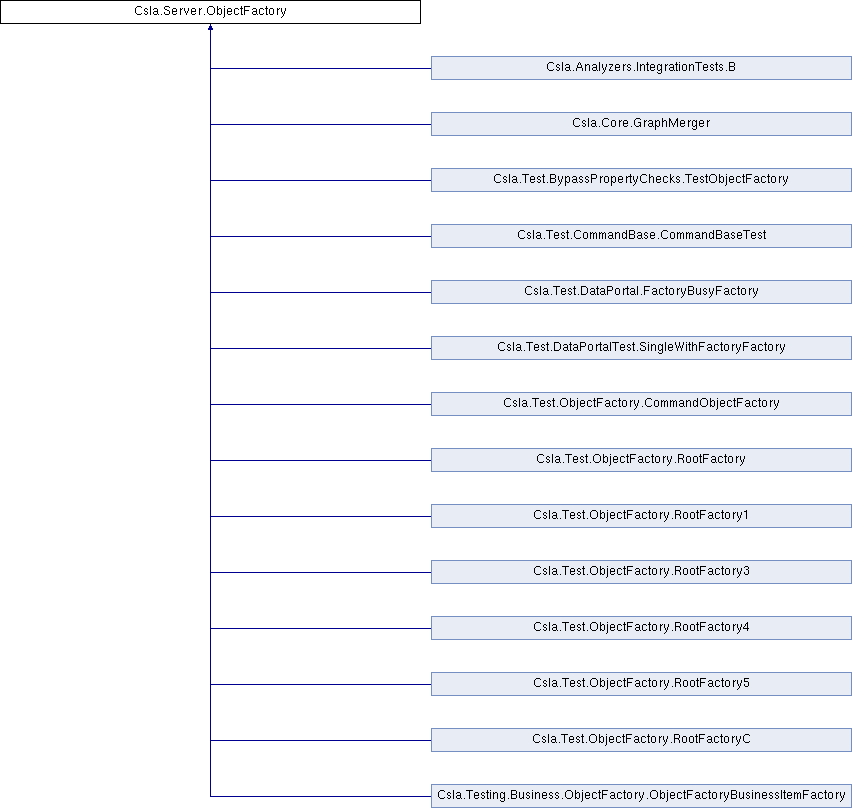 Csla.Server.ObjectFactory
Csla.Analyzers.IntegrationTests.B
Csla.Core.GraphMerger
Csla.Test.BypassPropertyChecks.TestObjectFactory
Csla.Test.CommandBase.CommandBaseTest
Csla.Test.DataPortal.FactoryBusyFactory
Csla.Test.DataPortalTest.SingleWithFactoryFactory
Csla.Test.ObjectFactory.CommandObjectFactory
Csla.Test.ObjectFactory.RootFactory
Csla.Test.ObjectFactory.RootFactory1
Csla.Test.ObjectFactory.RootFactory3
Csla.Test.ObjectFactory.RootFactory4
Csla.Test.ObjectFactory.RootFactory5
Csla.Test.ObjectFactory.RootFactoryC
Csla.Testing.Business.ObjectFactory.ObjectFactoryBusinessItemFactory